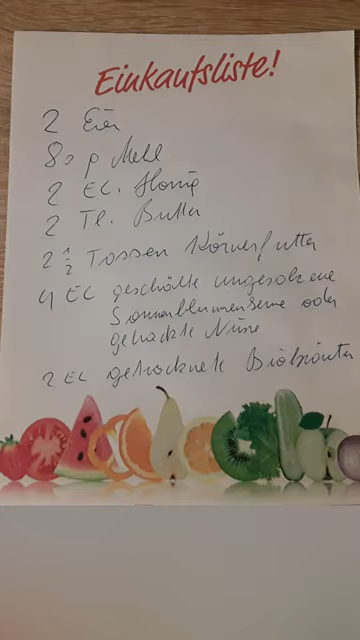 Einkaufsliste!
2 Eier
80 g Mehl
2 EL. Honig
2 Tl. Butter
2 1/2 Tassen Körnerfutter
4 EL geschälte ungesalzene
Sonnenblumenkerne oder
gehackte Nüsse
2 EL getrocknete